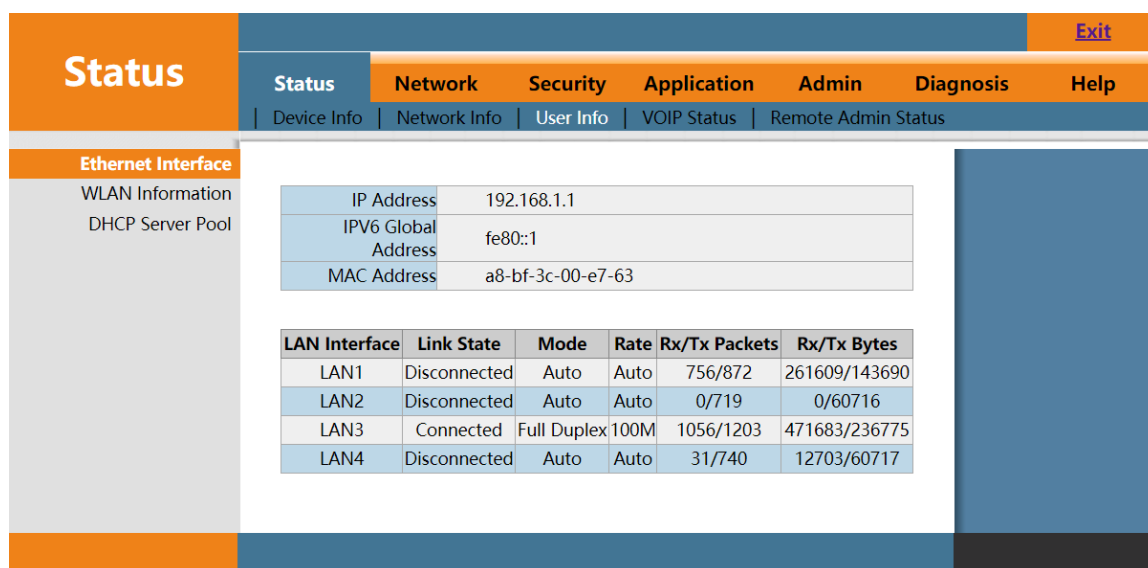 Exit
Status
Status Network Security Application Admin Diagnosis Help
| Device Info | Network Info | User Info | VOIP Status | Remote Admin Status
Ethernet Interface
WLAN Information
DHCP Server Pool
IP Address 192.168.1.1
IPV6 Global
Address fe80::1
MAC Address a8-bf-3c-00-e7-63
LAN Interface Link State Mode Rate Rx/Tx Packets Rx/Tx Bytes
LAN1 Disconnected Auto Auto 756/872 261609/143690
LAN2 Disconnected Auto Auto 0/719 0/60716
LAN3 Connected Full Duplex 100M 1056/1203 471683/236775
LAN4 Disconnected Auto Auto 31/740 12703/60717